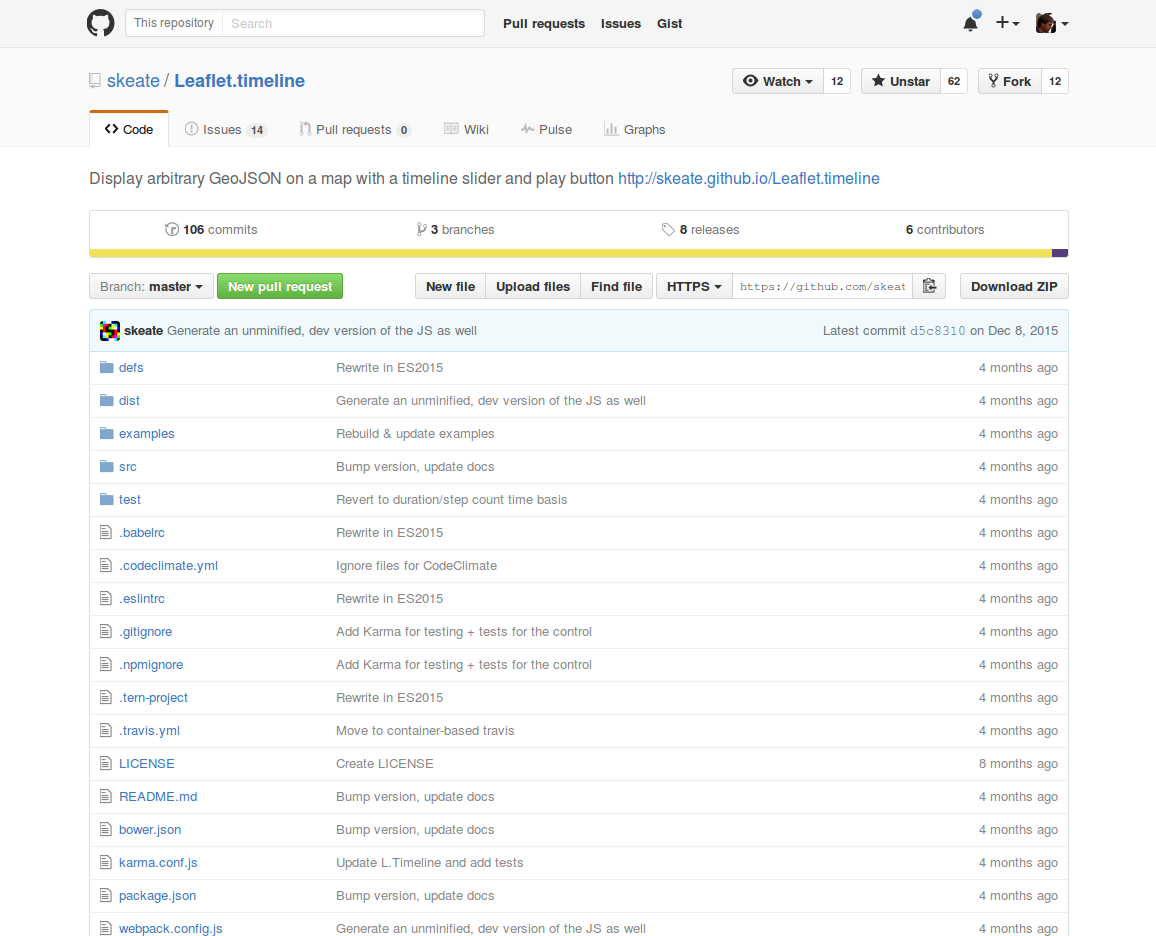 This repository Search Pull requests Issues Gist
skeate / Leaflet.timeline Watch 12 Unstar 62 Fork 12
Code Issues 14 Pull requests 0 Wiki Pulse Graphs
Display arbitrary GeoJSON on a map with a timeline slider and play button http://skeate.github.io/Leaflet.timeline
106 commits 3 branches 8 releases 6 contributors
Branch: master New pull request New file Upload files Find file HTTPS https://github.com/skeat Download ZIP
skeate Generate an unminified, dev version of the JS as well Latest commit d5c8310 on Dec 8, 2015
defs Rewrite in ES2015 4 months ago
dist Generate an unminified, dev version of the JS as well 4 months ago
examples Rebuild & update examples 4 months ago
src Bump version, update docs 4 months ago
test Revert to duration/step count time basis 4 months ago
.babelrc Rewrite in ES2015 4 months ago
.codeclimate.yml Ignore files for CodeClimate 4 months ago
.eslintrc Rewrite in ES2015 4 months ago
.gitignore Add Karma for testing + tests for the control 4 months ago
.npmignore Add Karma for testing + tests for the control 4 months ago
.tern-project Rewrite in ES2015 4 months ago
.travis.yml Move to container-based travis 4 months ago
LICENSE Create LICENSE 8 months ago
README.md Bump version, update docs 4 months ago
bower.json Bump version, update docs 4 months ago
karma.conf.js Update L.Timeline and add tests 4 months ago
package.json Bump version, update docs 4 months ago
webpack.config.js Generate an unminified, dev version of the JS as well 4 months ago